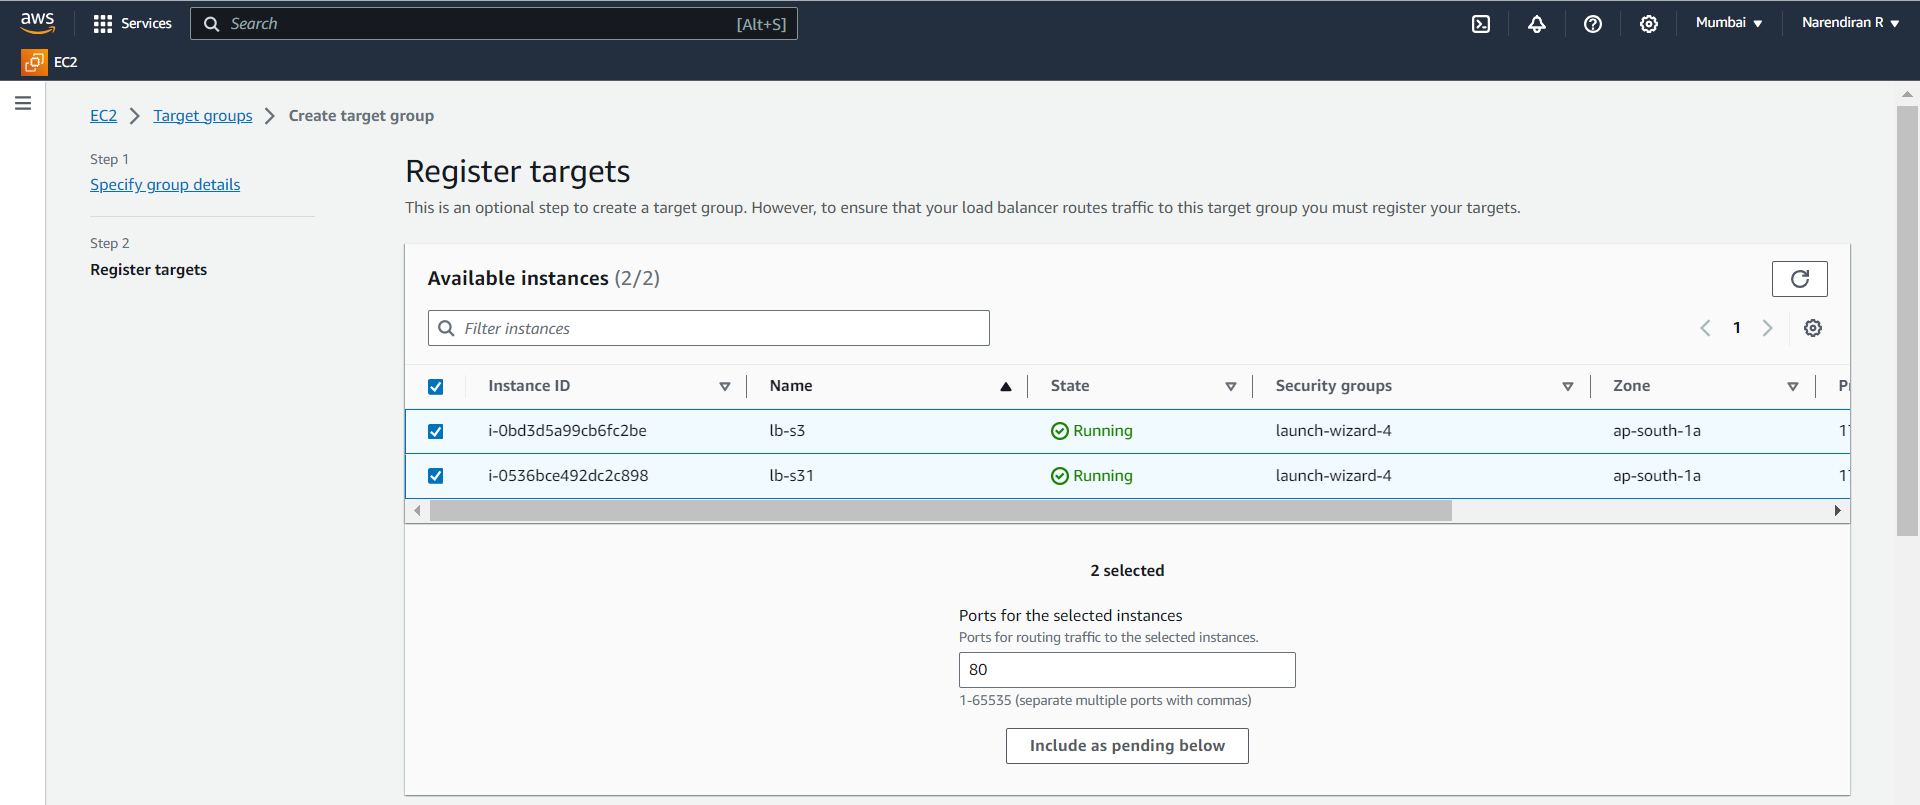 aws Services Search [Alt+S] Mumbai Narendiran R
EC2
EC2 Target groups Create target group
Step 1
Specify group details
Step 2
Register targets
Register targets
This is an optional step to create a target group. However, to ensure that your load balancer routes traffic to this target group you must register your targets.
Available instances (2/2)
Filter instances
1
Instance ID Name State Security groups Zone
i-0bd3d5a99cb6fc2be lb-s3 Running launch-wizard-4 ap-south-1a
i-0536bce492dc2c898 lb-s31 Running launch-wizard-4 ap-south-1a
2 selected
Ports for the selected instances
Ports for routing traffic to the selected instances.
80
1-65535 (separate multiple ports with commas)
Include as pending below